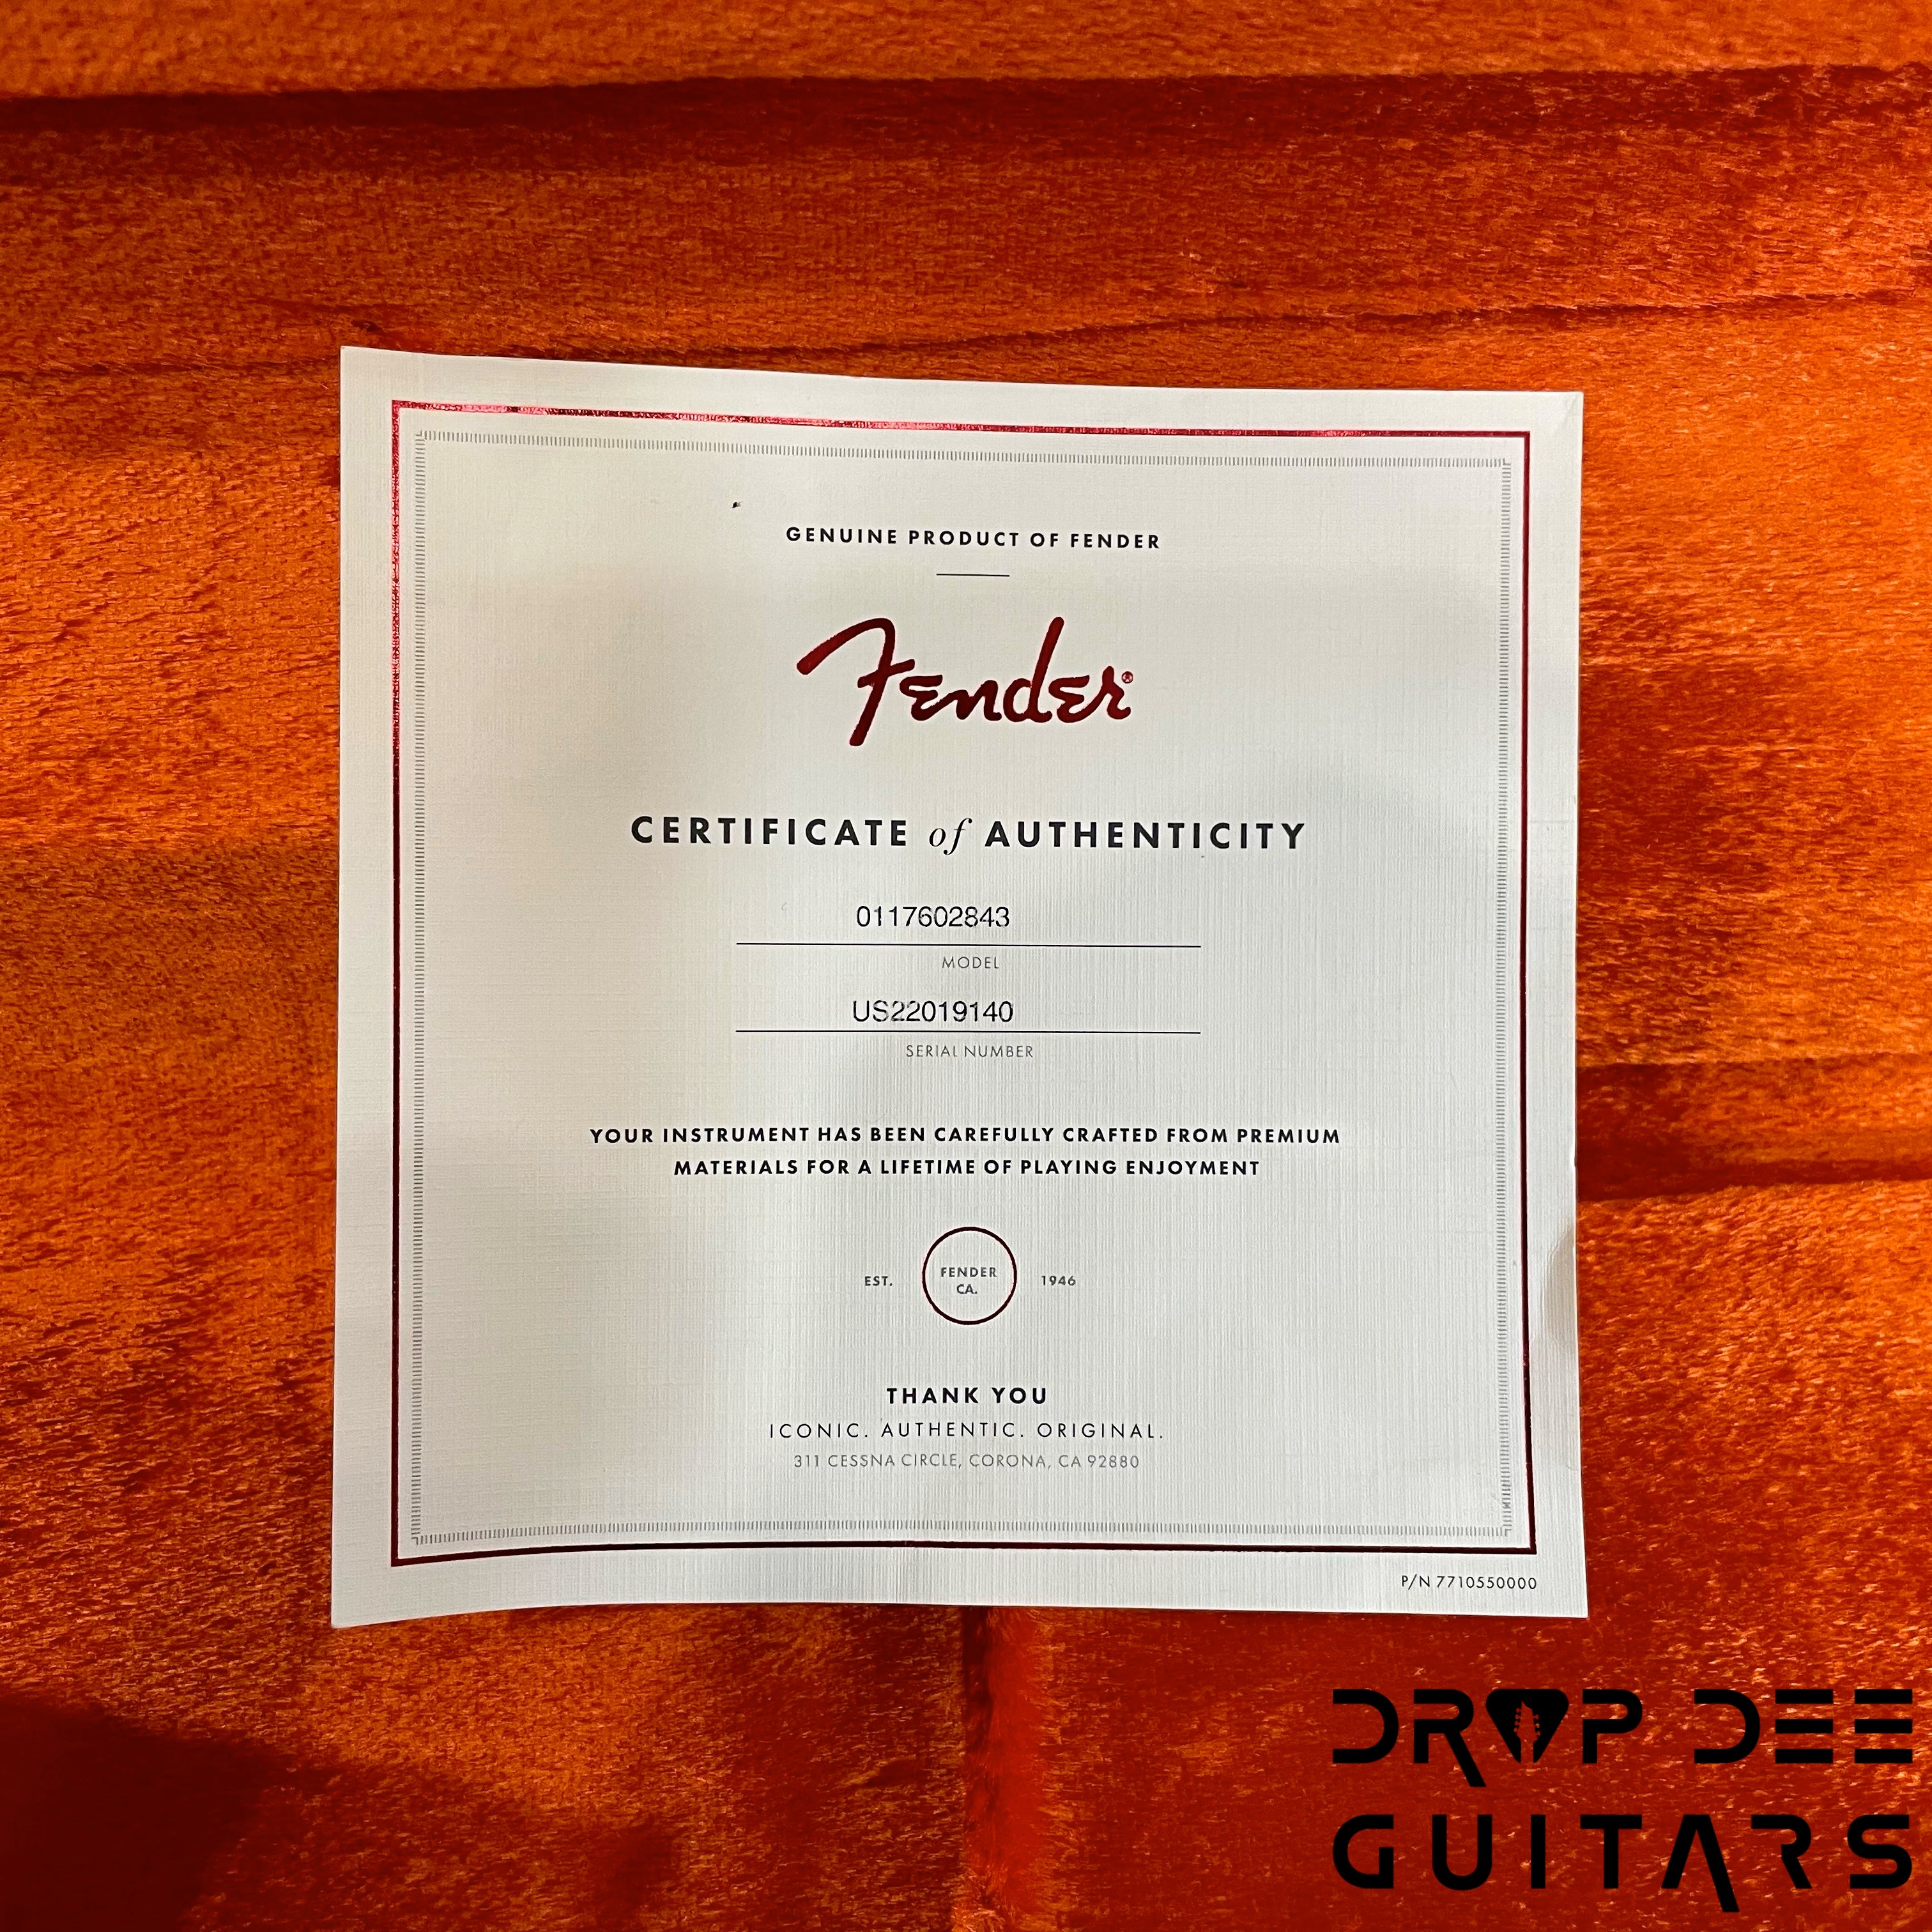 GENUINE PRODUCT OF FENDER
Fender®
CERTIFICATE of AUTHENTICITY
0117602843
MODEL
US22019140
SERIAL NUMBER
YOUR INSTRUMENT HAS BEEN CAREFULLY CRAFTED FROM PREMIUM
MATERIALS FOR A LIFETIME OF PLAYING ENJOYMENT
EST. FENDER 1946
CA.
THANK YOU
ICONIC. AUTHENTIC. ORIGINAL.
311 CESSNA CIRCLE, CORONA, CA 92880
P/N 7710550000
DROP DEE
GUITARS